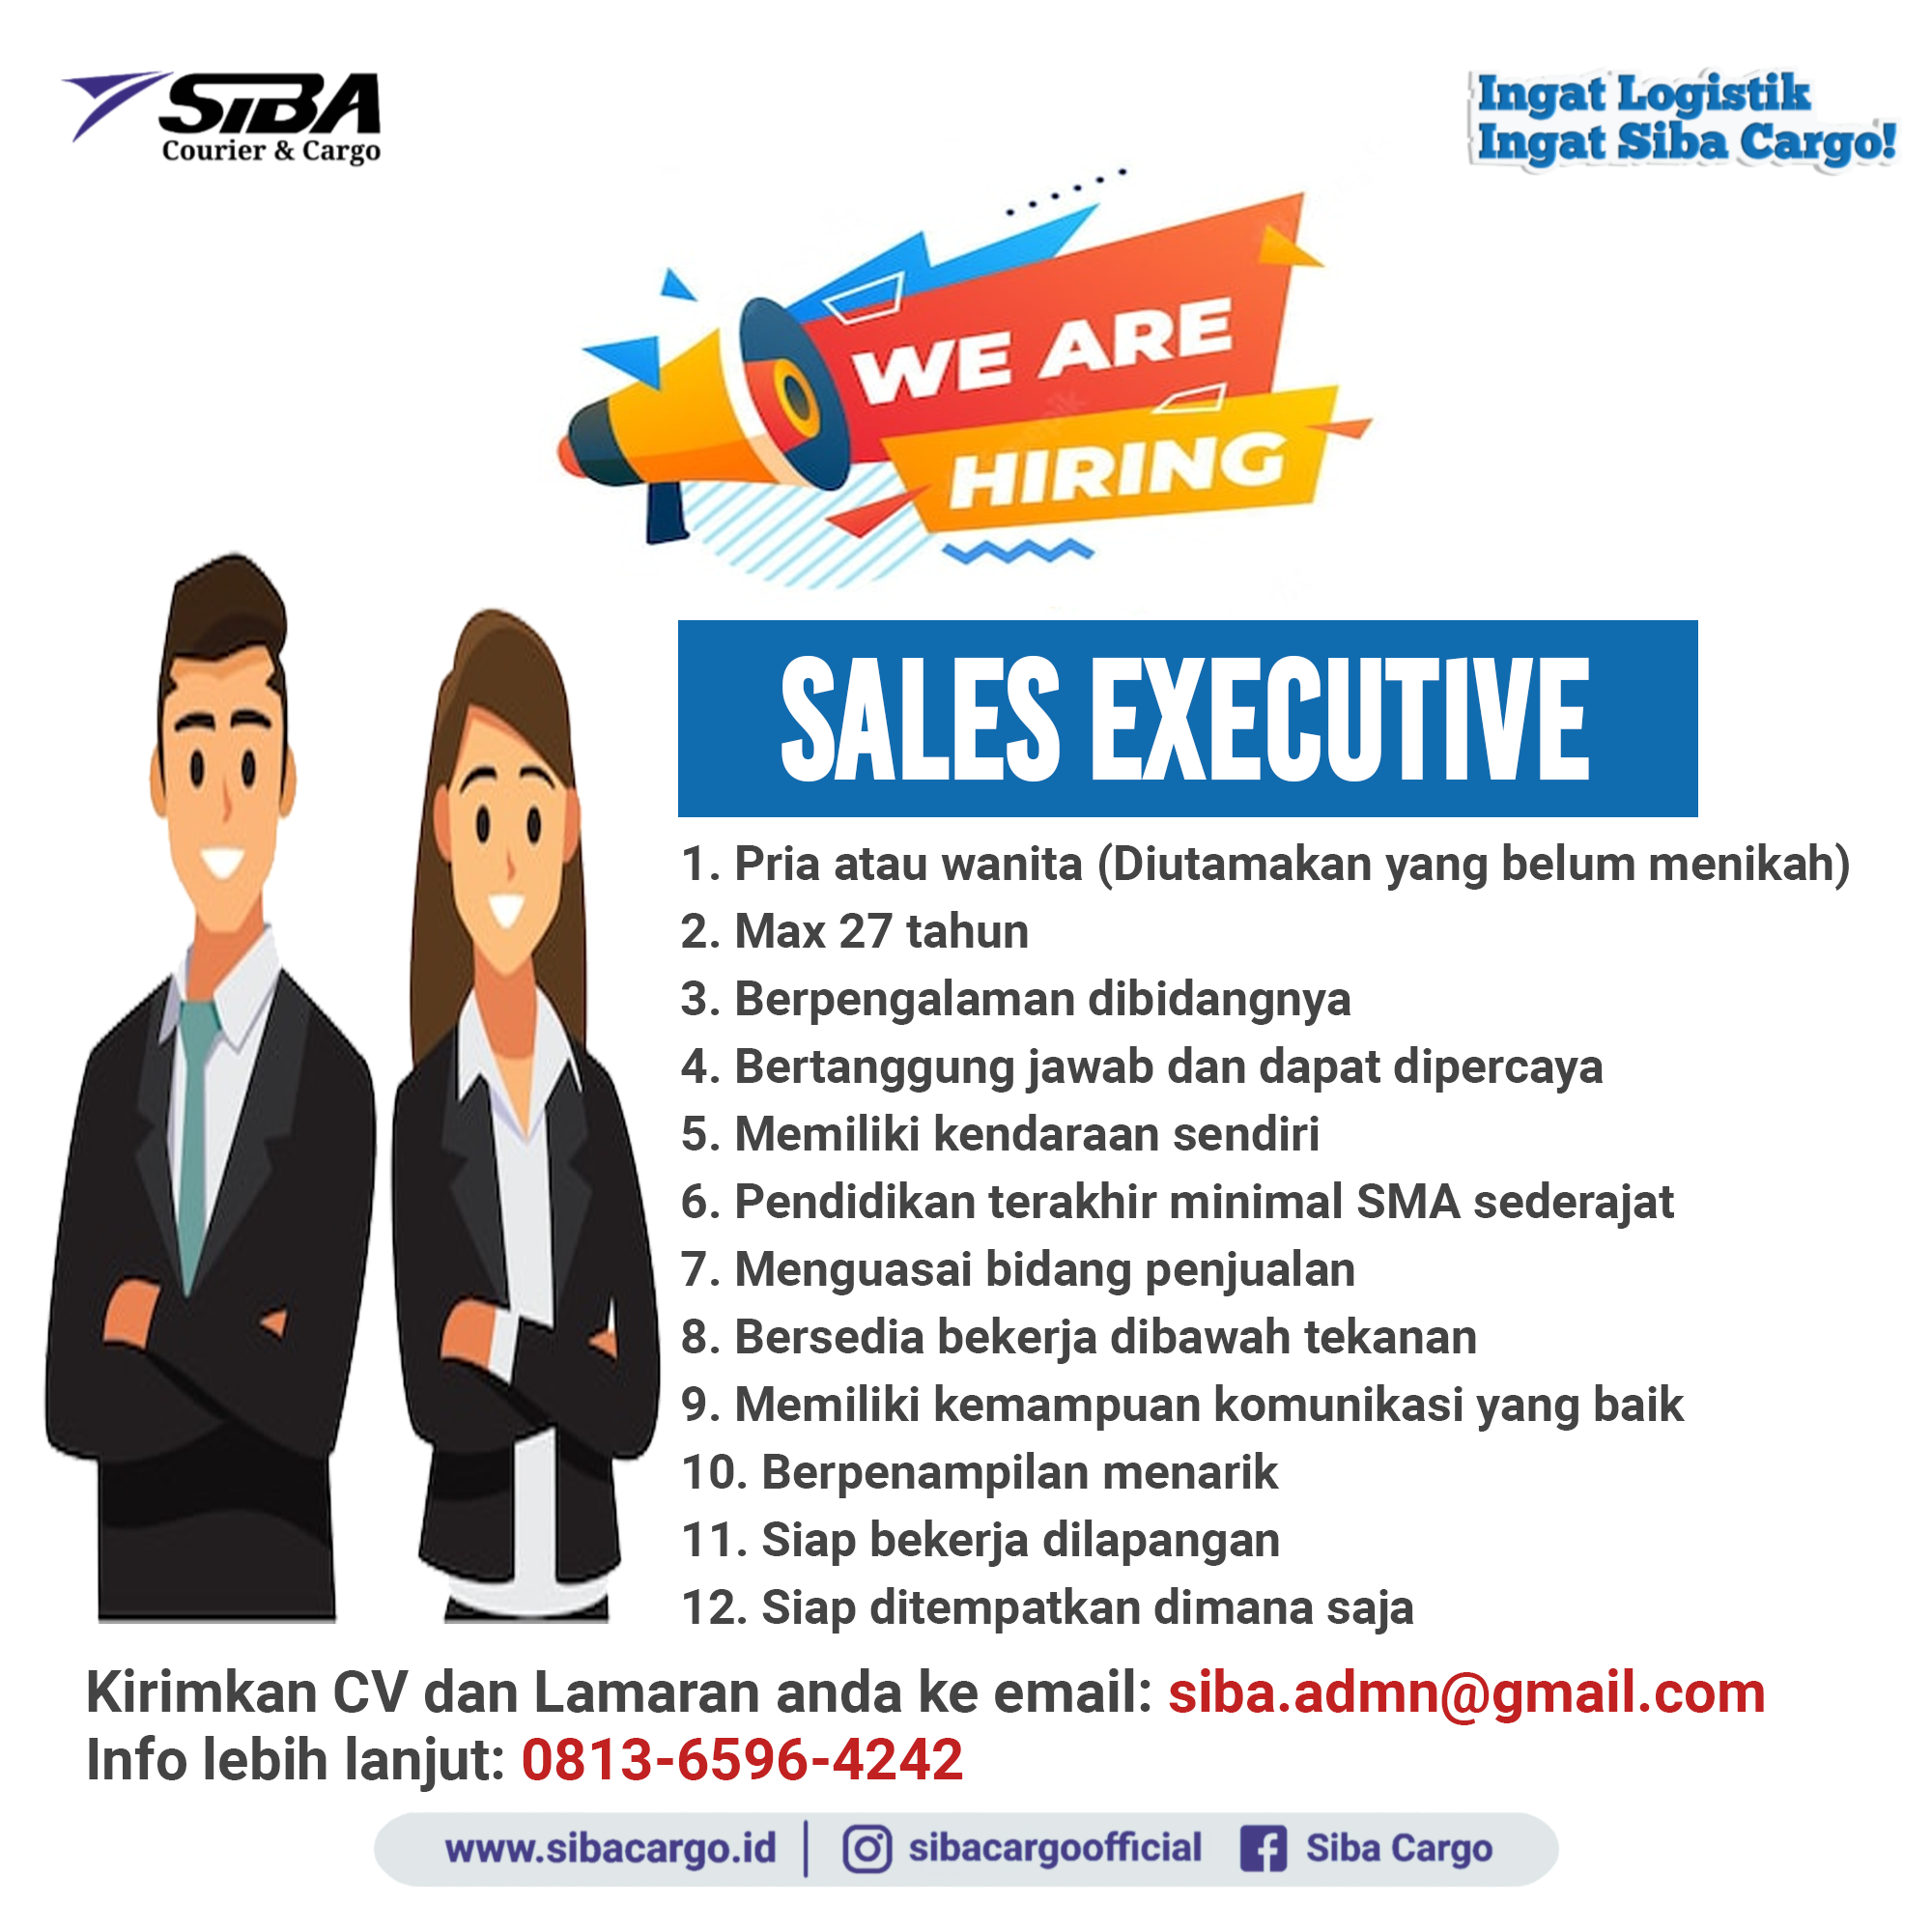 SIBA
Courier & Cargo
Ingat Logistik
Ingat Siba Cargo!
WE ARE
HIRING
SALES EXECUTIVE
1. Pria atau wanita (Diutamakan yang belum menikah)
2. Max 27 tahun
3. Berpengalaman dibidangnya
4. Bertanggung jawab dan dapat dipercaya
5. Memiliki kendaraan sendiri
6. Pendidikan terakhir minimal SMA sederajat
7. Menguasai bidang penjualan
8. Bersedia bekerja dibawah tekanan
9. Memiliki kemampuan komunikasi yang baik
10. Berpenampilan menarik
11. Siap bekerja dilapangan
12. Siap ditempatkan dimana saja
Kirimkan CV dan Lamaran anda ke email: siba.admn@gmail.com
Info lebih lanjut: 0813-6596-4242
www.sibacargo.id | sibacargoofficial Siba Cargo